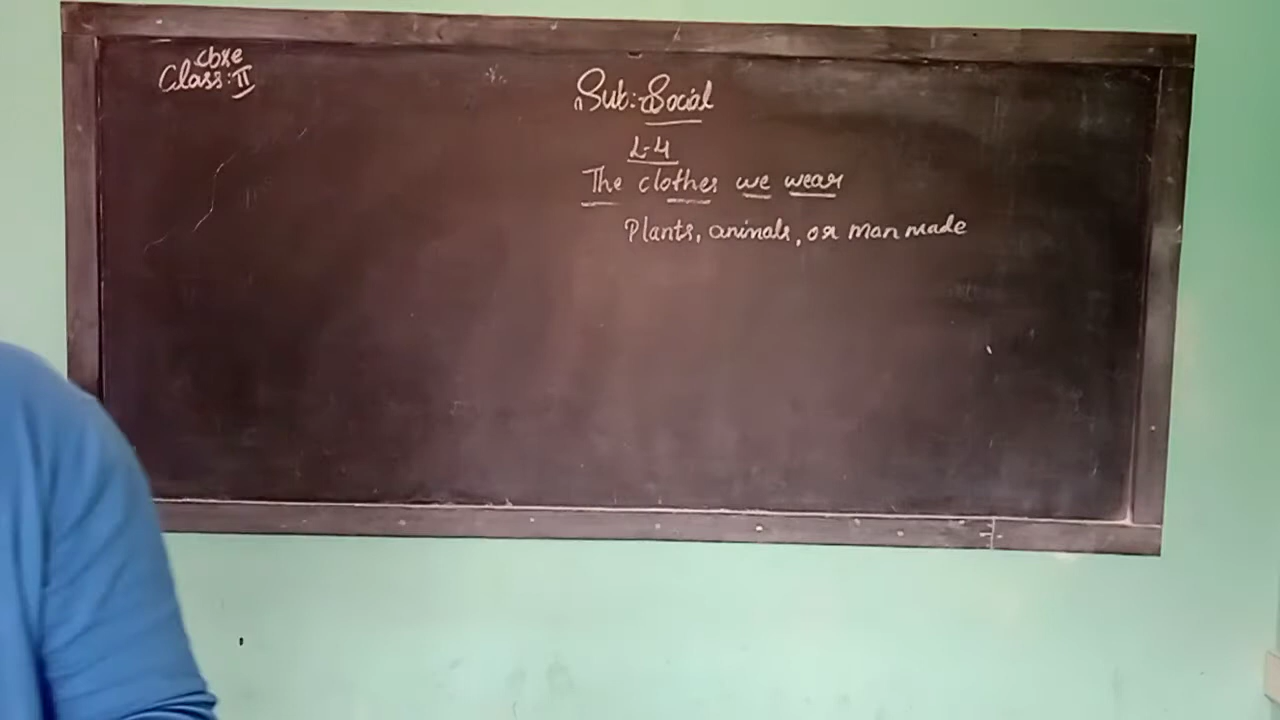 cbse
Class: II
Sub:- Social
L-4
The clothes we wear
Plants, animals, or man made